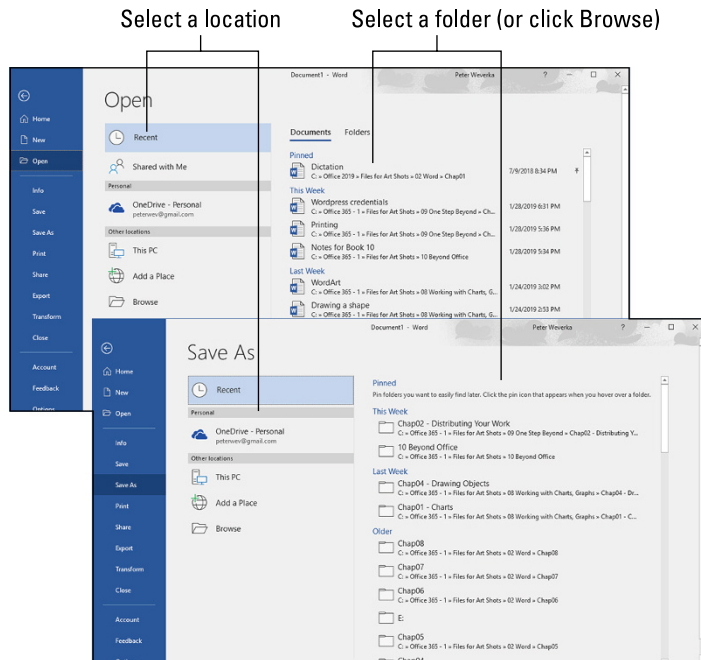 Select a location
Select a folder (or click Browse)
Document1 - Word
Peter Weverka
?
Open
Home
New
Open
Info
Save
Save As
Print
Share
Export
Transform
Close
Account
Feedback
Options
Recent
Shared with Me
Personal
OneDrive - Personal
peterwev@gmail.com
Other locations
This PC
Add a Place
Browse
Documents Folders
Pinned
Dictation
C: » Office 2019 » Files for Art Shots » 02 Word » Chap01
7/9/2018 8:34 PM
This Week
Wordpress credentials
C: » Office 365 - 1 » Files for Art Shots » 09 One Step Beyond » Ch...
1/28/2019 6:31 PM
Printing
C: » Office 365 - 1 » Files for Art Shots » 09 One Step Beyond » Ch...
1/28/2019 5:36 PM
Notes for Book 10
C: » Office 365 - 1 » Files for Art Shots » 10 Beyond Office
1/28/2019 5:34 PM
Last Week
WordArt
C: » Office 365 - 1 » Files for Art Shots » 08 Working with Charts, G...
1/24/2019 3:02 PM
Drawing a shape
C: » Office 365 - 1 » Files for Art Shots » 08 Working with Charts, G...
1/24/2019 2:53 PM
Document1 - Word
Peter Weverka
?
Save As
Home
New
Open
Info
Save
Save As
Print
Share
Export
Transform
Close
Account
Feedback
Recent
Personal
OneDrive - Personal
peterwev@gmail.com
Other locations
This PC
Add a Place
Browse
Pinned
Pin folders you want to easily find later. Click the pin icon that appears when you hover over a folder.
This Week
Chap02 - Distributing Your Work
C: » Office 365 - 1 » Files for Art Shots » 09 One Step Beyond » Chap02 - Distributing Y...
10 Beyond Office
C: » Office 365 - 1 » Files for Art Shots » 10 Beyond Office
Last Week
Chap04 - Drawing Objects
C: » Office 365 - 1 » Files for Art Shots » 08 Working with Charts, Graphs » Chap04 - Dr...
Chap01 - Charts
C: » Office 365 - 1 » Files for Art Shots » 08 Working with Charts, Graphs » Chap01 - C...
Older
Chap08
C: » Office 365 - 1 » Files for Art Shots » 02 Word » Chap08
Chap07
C: » Office 365 - 1 » Files for Art Shots » 02 Word » Chap07
Chap06
C: » Office 365 - 1 » Files for Art Shots » 02 Word » Chap06
E:
Chap05
C: » Office 365 - 1 » Files for Art Shots » 02 Word » Chap05